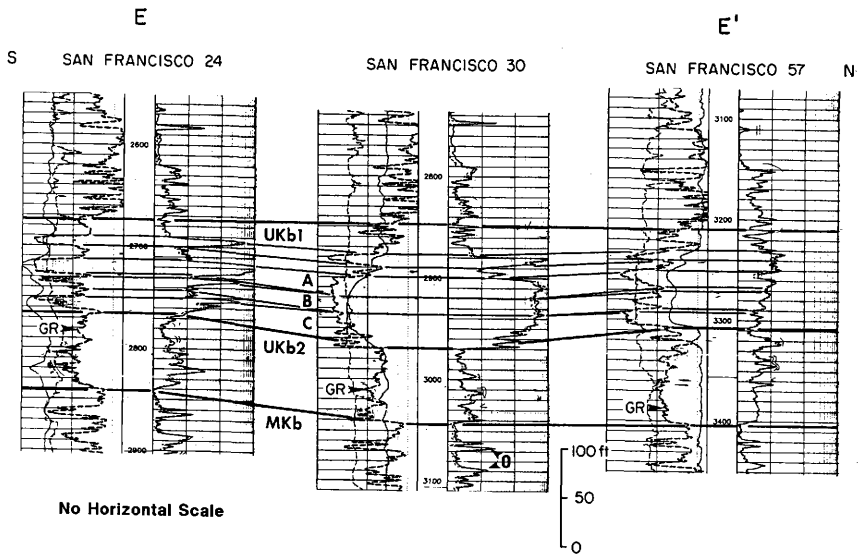 E
E'
S
SAN FRANCISCO 24
SAN FRANCISCO 30
SAN FRANCISCO 57
N
2600
2700
2800
2900
2800
2900
3000
3100
3100
3200
3300
3400
UKb1
A
B
C
UKb2
MKb
GR
GR
GR
O
100 ft
50
0
No Horizontal Scale